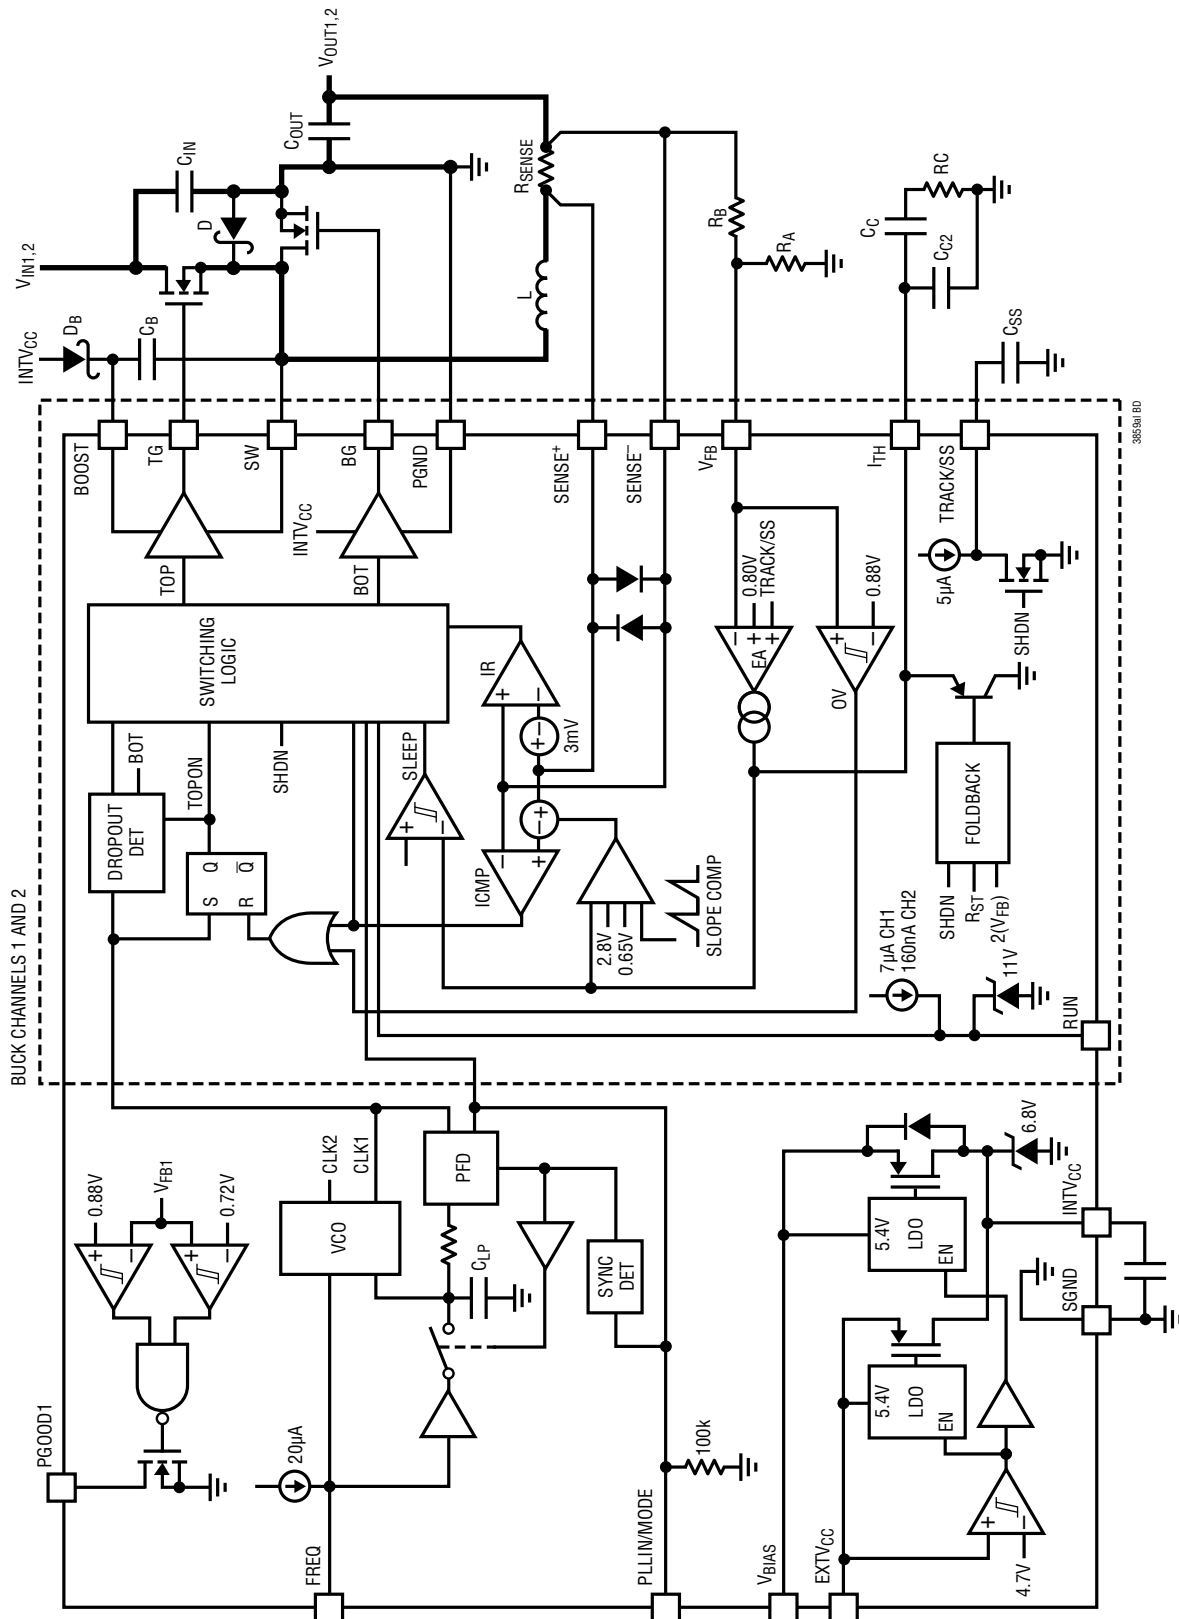 BUCK CHANNELS 1 AND 2
PGOOD1
0.88V
VFB1
0.72V
+
–
+
–
FREQ
20µA
VCO
CLK2
CLK1
PFD
CLP
SYNC
DET
PLLIN/MODE
100k
VBIAS
EXTVCC
4.7V
+
–
5.4V
LDO
EN
5.4V
LDO
EN
6.8V
SGND
INTVCC
RUN
11V
7µA CH1
160nA CH2
DROPOUT
DET
BOT
TOPON
S Q
R Q̅
SHDN
SWITCHING
LOGIC
TOP
BOT
INTVCC
SLEEP
+
–
ICMP
–
+
– +
IR
+
–
+ –
3mV
2.8V
0.65V
SLOPE COMP
EA
–
+
+
0.80V
TRACK/SS
OV
+
–
0.88V
FOLDBACK
SHDN
RST
2(VFB)
5µA
SHDN
BOOST
TG
SW
BG
PGND
SENSE+
SENSE–
VFB
ITH
TRACK/SS
INTVCC
DB
CB
VIN1,2
CIN
D
COUT
VOUT1,2
RSENSE
L
RB
RA
CC
RC
CC2
CSS
3859al BD